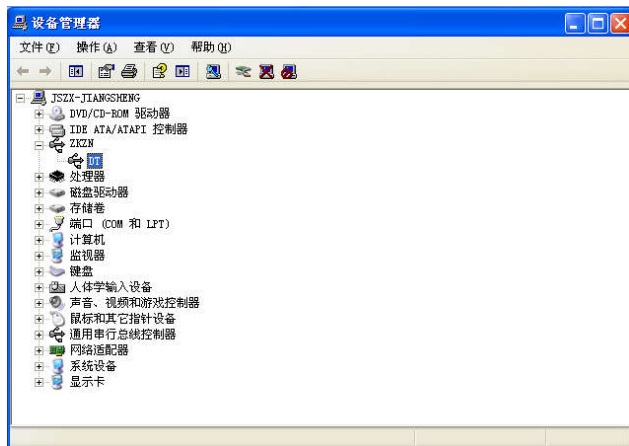 设备管理器
文件(F) 操作(A) 查看(V) 帮助(H)
JSZX-JIANGSHENG
DVD/CD-ROM 驱动器
IDE ATA/ATAPI 控制器
ZKZN
DT
处理器
磁盘驱动器
存储卷
端口 (COM 和 LPT)
计算机
监视器
键盘
人体学输入设备
声音、视频和游戏控制器
鼠标和其它指针设备
通用串行总线控制器
网络适配器
系统设备
显示卡